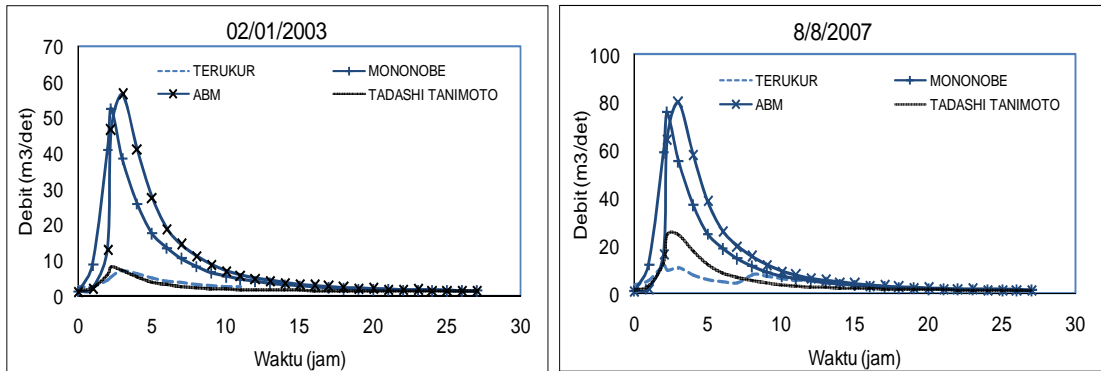 02/01/2003
70
60
50
40
30
20
10
0
Debit (m3/det)
TERUKUR
MONONOBE
ABM
TADASHI TANIMOTO
0 5 10 15 20 25 30
Waktu (jam)
8/8/2007
100
80
60
40
20
0
Debit (m3/det)
TERUKUR
MONONOBE
ABM
TADASHI TANIMOTO
0 5 10 15 20 25 30
Waktu (jam)